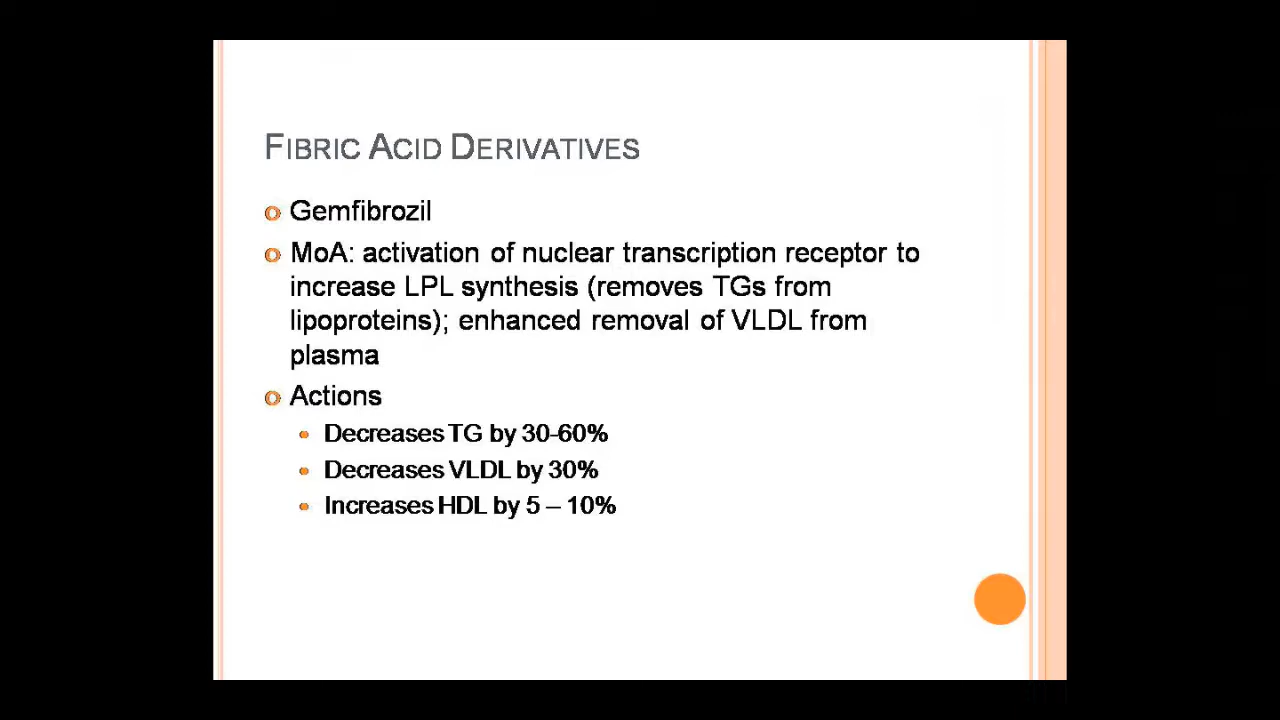 FIBRIC ACID DERIVATIVES
Gemfibrozil
MoA: activation of nuclear transcription receptor to
increase LPL synthesis (removes TGs from
lipoproteins); enhanced removal of VLDL from
plasma
Actions
Decreases TG by 30-60%
Decreases VLDL by 30%
Increases HDL by 5 – 10%